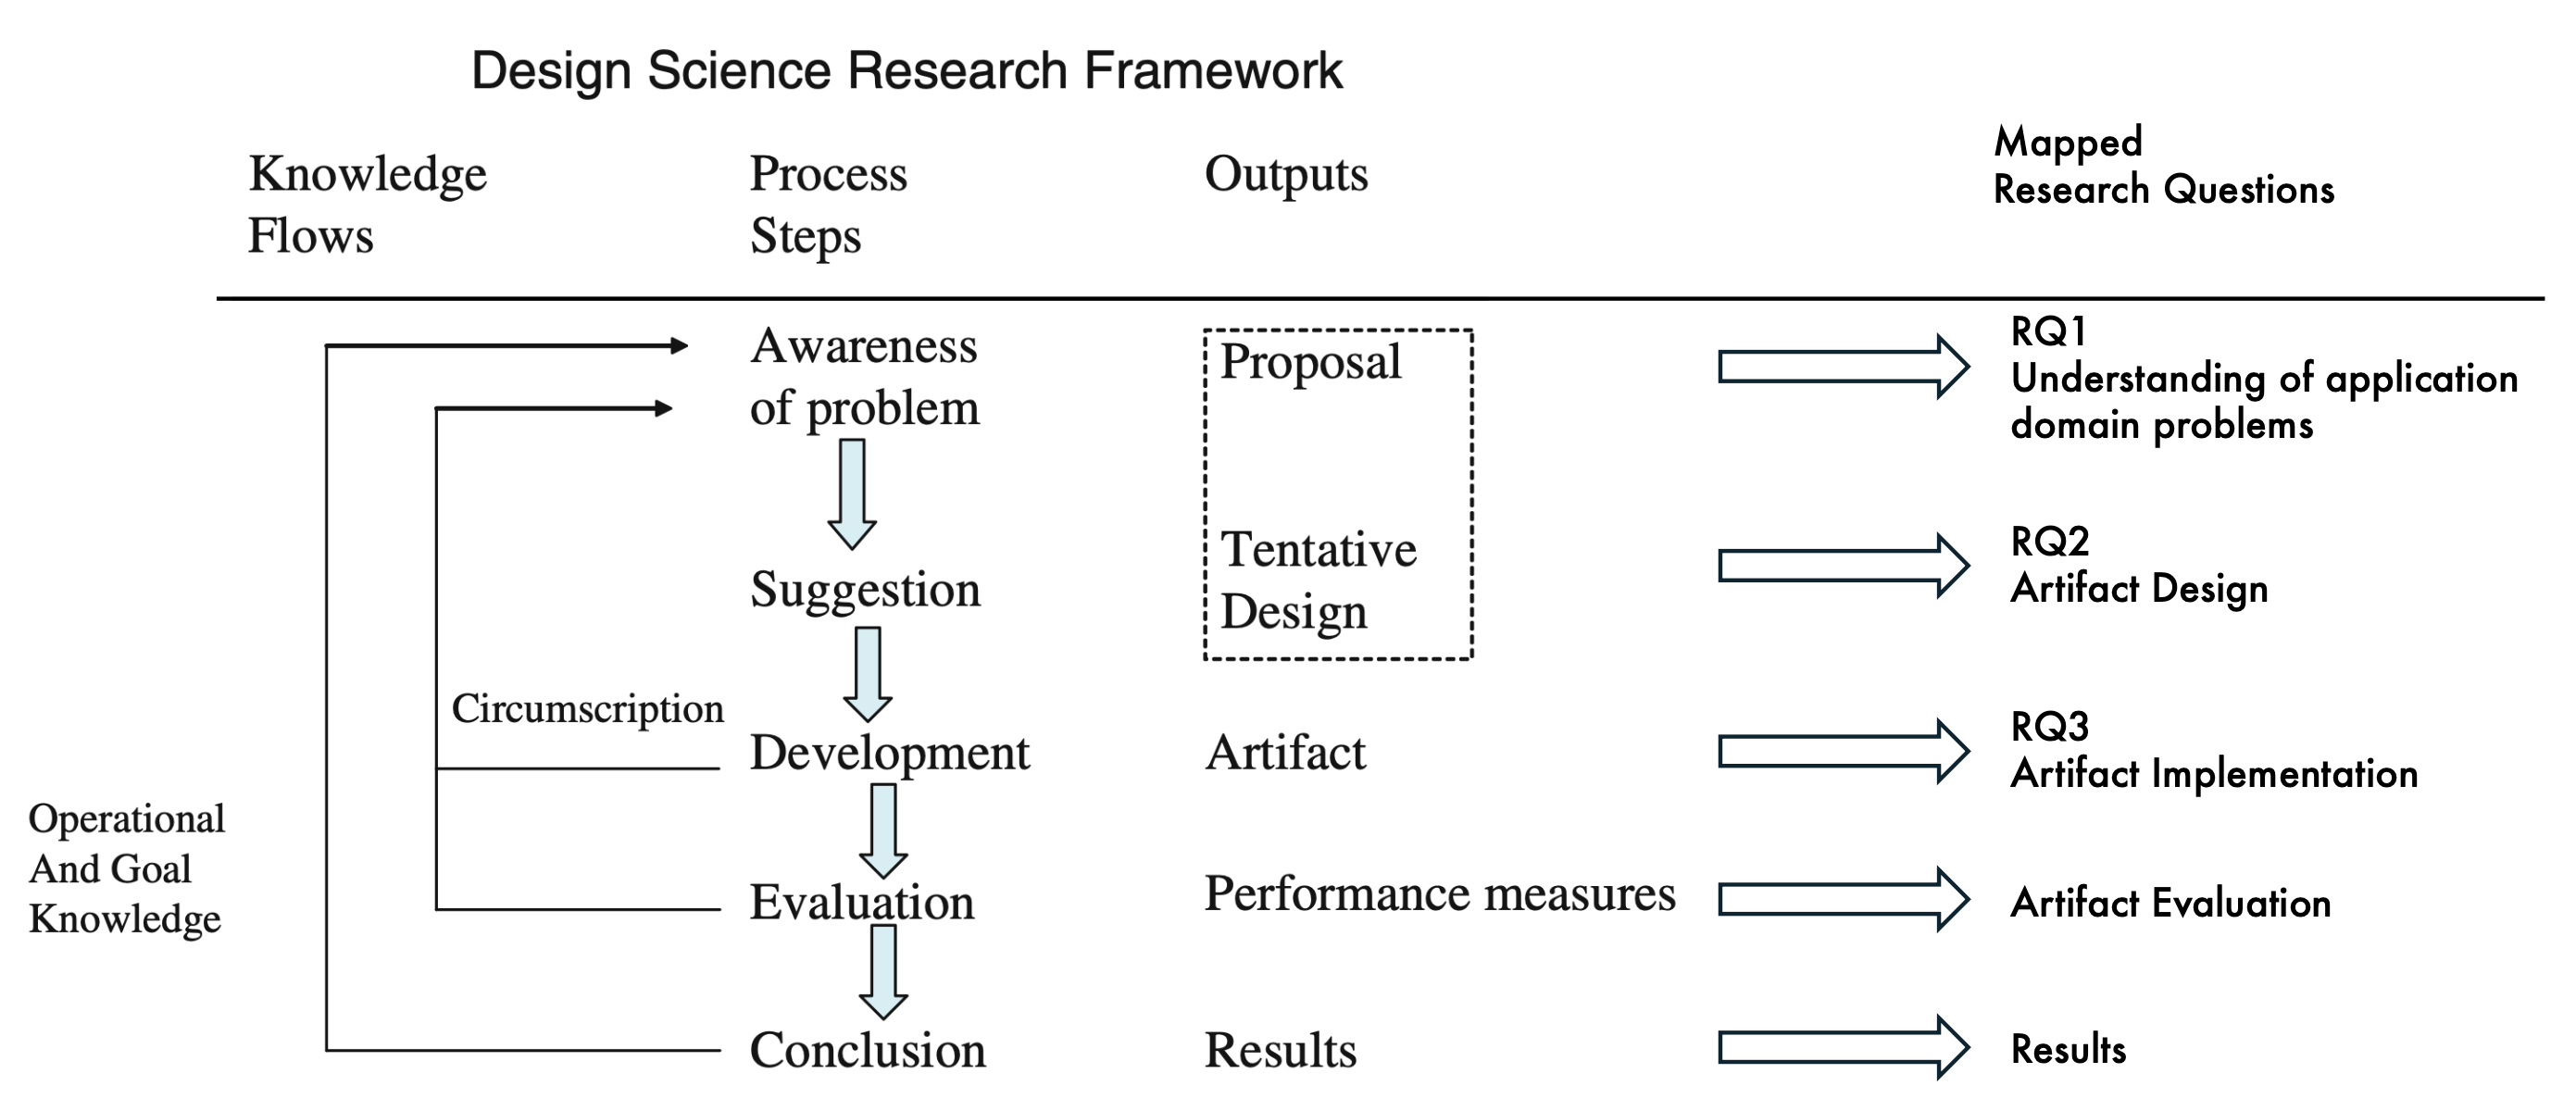 Design Science Research Framework
Knowledge
Flows
Process
Steps
Outputs
Mapped
Research Questions
Awareness
of problem
Proposal
RQ1
Understanding of application
domain problems
Suggestion
Tentative
Design
RQ2
Artifact Design
Circumscription
Development
Artifact
RQ3
Artifact Implementation
Operational
And Goal
Knowledge
Evaluation
Performance measures
Artifact Evaluation
Conclusion
Results
Results